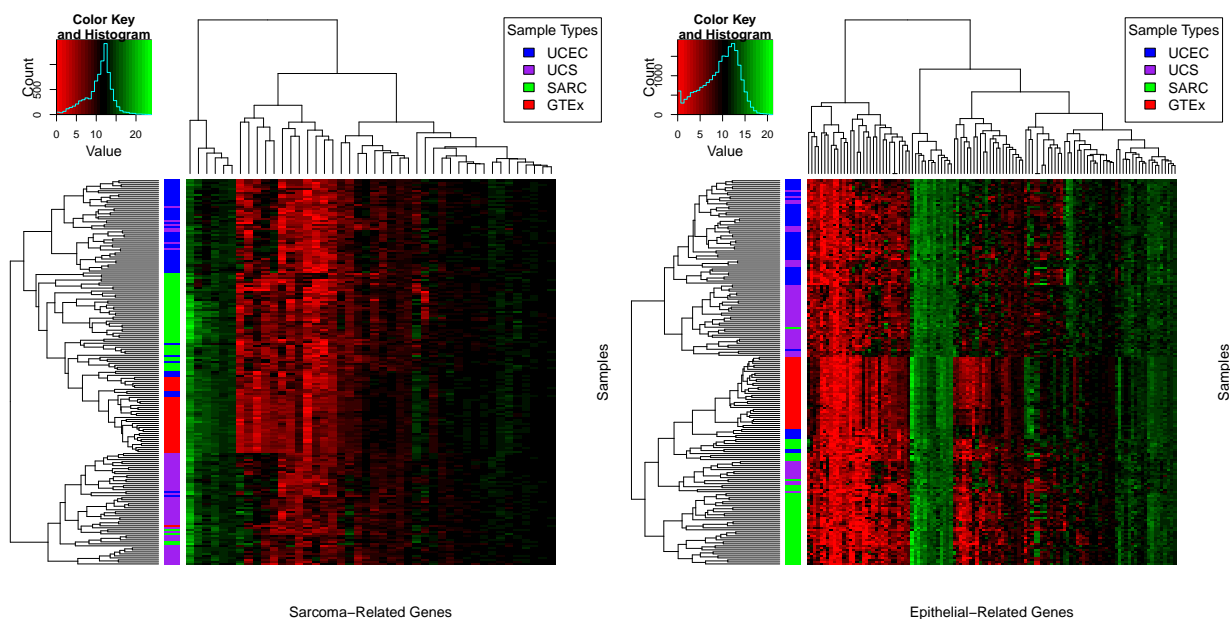 Color Key
and Histogram
Count
0 500
0 5 10 15 20
Value
Sample Types
UCEC
UCS
SARC
GTEx
Samples
Sarcoma−Related Genes
Color Key
and Histogram
Count
0 1000
0 5 10 15 20
Value
Sample Types
UCEC
UCS
SARC
GTEx
Samples
Epithelial−Related Genes